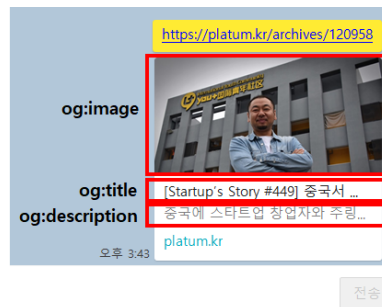 https://platum.kr/archives/120958
you+
og:image
og:title
[Startup's Story #449] 중국서 ...
og:description
중국에 스타트업 창업자와 주링...
platum.kr
오후 3:43
전송